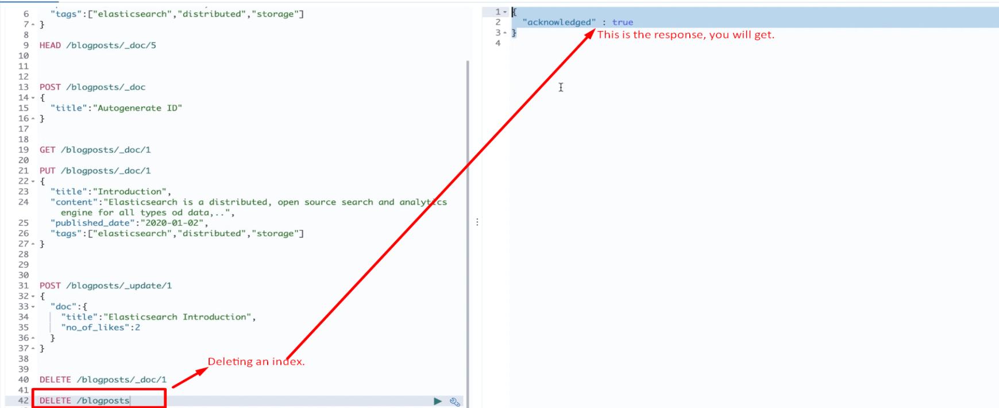 6 "tags":["elasticsearch","distributed","storage"]
7 }
8
9 HEAD /blogposts/_doc/5
10
11
12
13 POST /blogposts/_doc
14 {
15 "title":"Autogenerate ID"
16 }
17
18
19 GET /blogposts/_doc/1
20
21 PUT /blogposts/_doc/1
22 {
23 "title":"Introduction",
24 "content":"Elasticsearch is a distributed, open source search and analytics
engine for all types od data,..",
25 "published_date":"2020-01-02",
26 "tags":["elasticsearch","distributed","storage"]
27 }
28
29
30
31 POST /blogposts/_update/1
32 {
33 "doc":{
34 "title":"Elasticsearch Introduction",
35 "no_of_likes":2
36 }
37 }
38
Deleting an index.
39
40 DELETE /blogposts/_doc/1
41
42 DELETE /blogposts
1 {
2 "acknowledged" : true
3 }
This is the response, you will get.
4